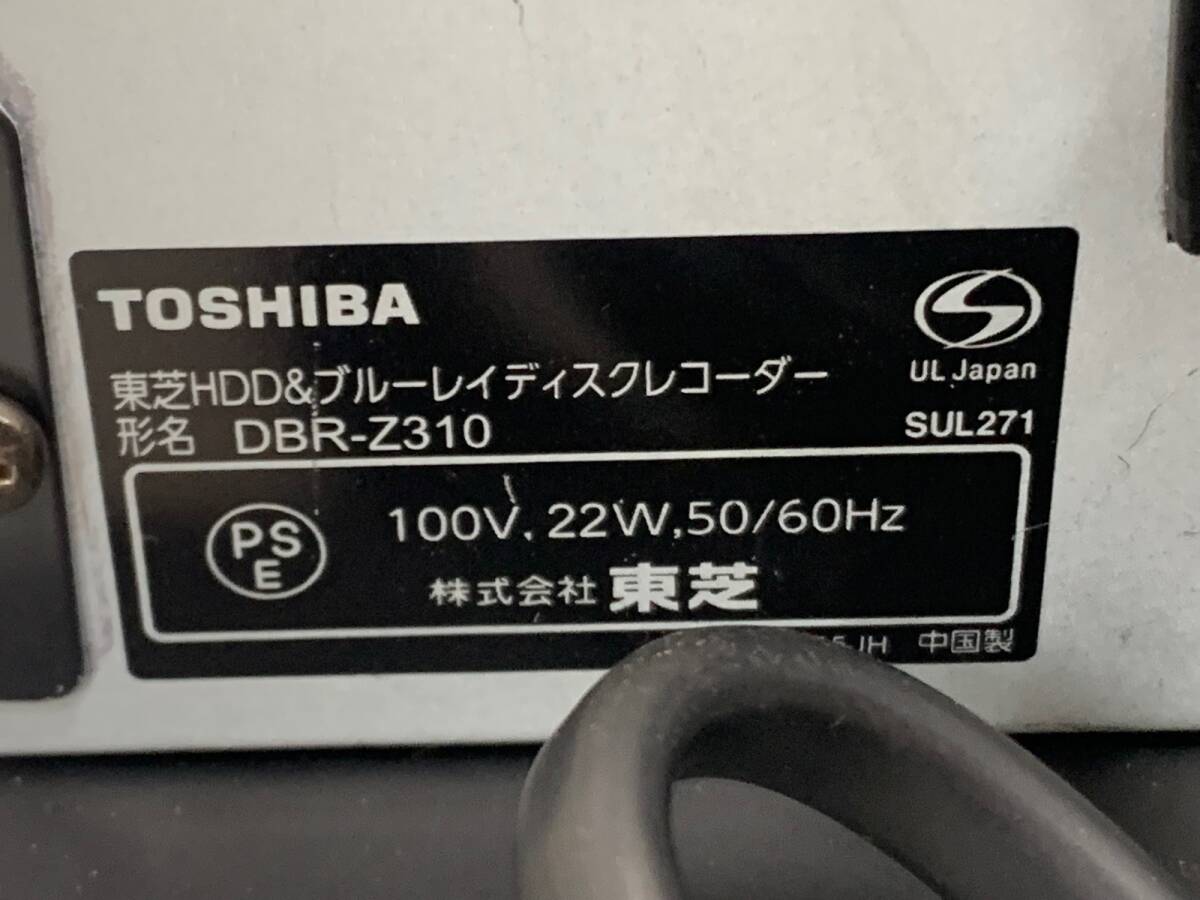 TOSHIBA
東芝HDD&ブルーレイディスクレコーダー
形名 DBR-Z310
UL Japan
SUL271
PS
E
100V, 22W, 50/60Hz
株式会社 東芝
中国製